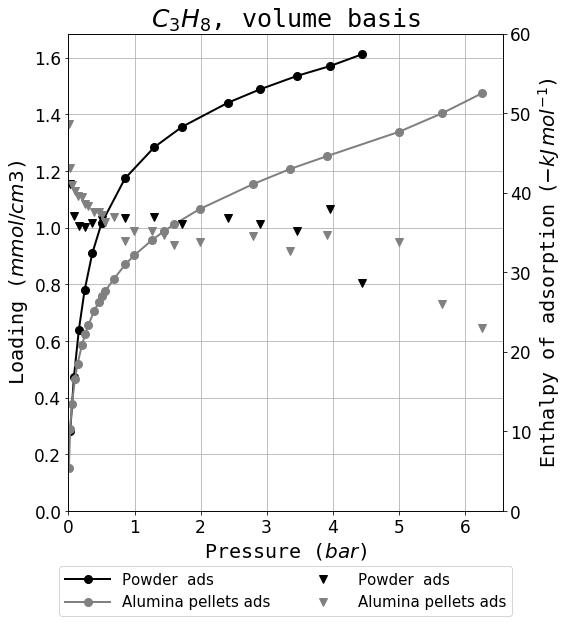 C3H8, volume basis
Loading (mmol/cm3)
0.0
0.2
0.4
0.6
0.8
1.0
1.2
1.4
1.6
0
1
2
3
4
5
6
Pressure (bar)
0
10
20
30
40
50
60
Enthalpy of adsorption (−kJ mol−1)
Powder ads
Alumina pellets ads
Powder ads
Alumina pellets ads